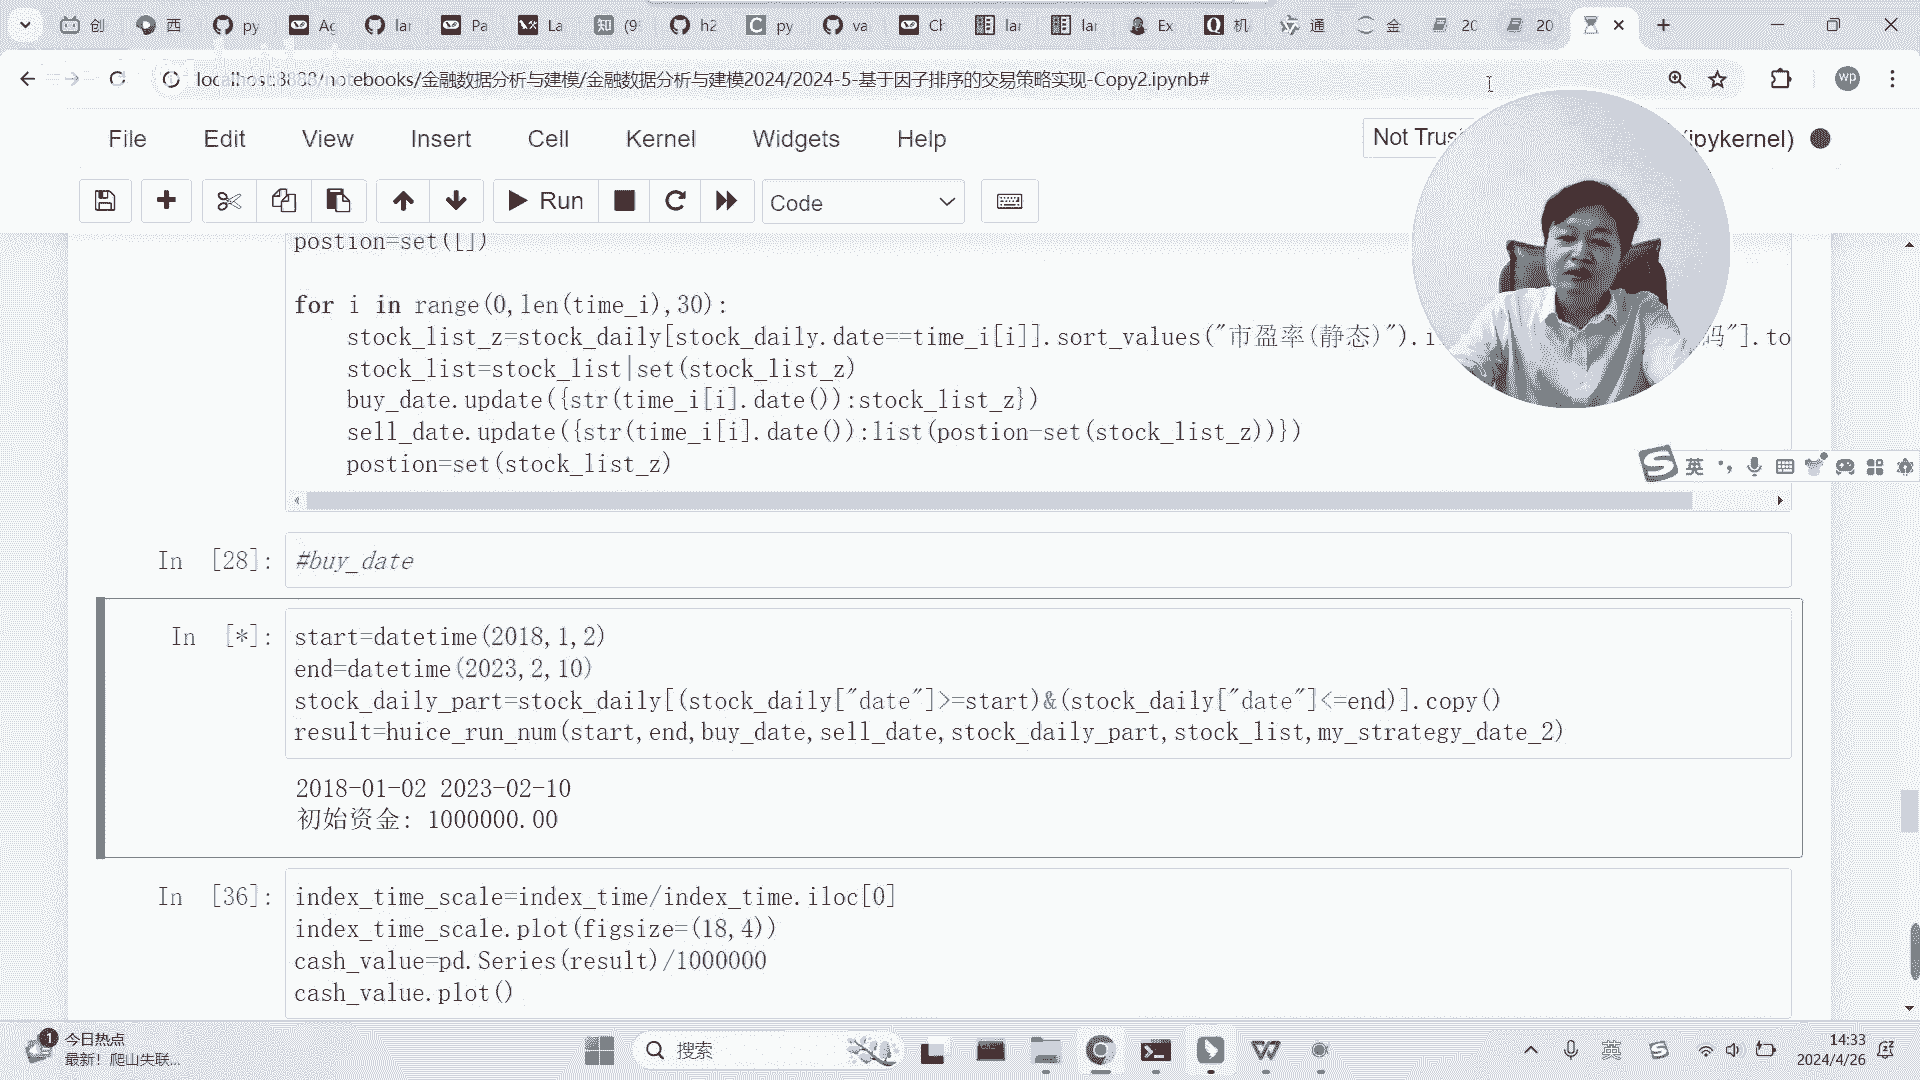 创
西
py
Ag
lar
Pa
La
(9
h2
py
va
Ch
lar
lar
Ex
机
通
金
20
20
localhost:8888/notebooks/金融数据分析与建模/金融数据分析与建模2024/2024-5-基于因子排序的交易策略实现-Copy2.ipynb#
wp
File Edit View Insert Cell Kernel Widgets Help
Not Trus
(ipykernel)
Run
Code
postion=set([])
for i in range(0,len(time_i),30):
stock_list_z=stock_daily[stock_daily.date==time_i[i]].sort_values("市盈率(静态)").i
码"].to
stock_list=stock_list|set(stock_list_z)
buy_date.update({str(time_i[i].date()):stock_list_z})
sell_date.update({str(time_i[i].date()):list(postion-set(stock_list_z))})
postion=set(stock_list_z)
英
In [28]:
#buy_date
In [*]:
start=datetime(2018,1,2)
end=datetime(2023,2,10)
stock_daily_part=stock_daily[(stock_daily["date"]>=start)&(stock_daily["date"]<=end)].copy()
result=huice_run_num(start,end,buy_date,sell_date,stock_daily_part,stock_list,my_strategy_date_2)
2018-01-02 2023-02-10
初始资金: 1000000.00
In [36]:
index_time_scale=index_time/index_time.iloc[0]
index_time_scale.plot(figsize=(18,4))
cash_value=pd.Series(result)/1000000
cash_value.plot()
1
今日热点
最新！爬山失联...
搜索
英
14:33
2024/4/26